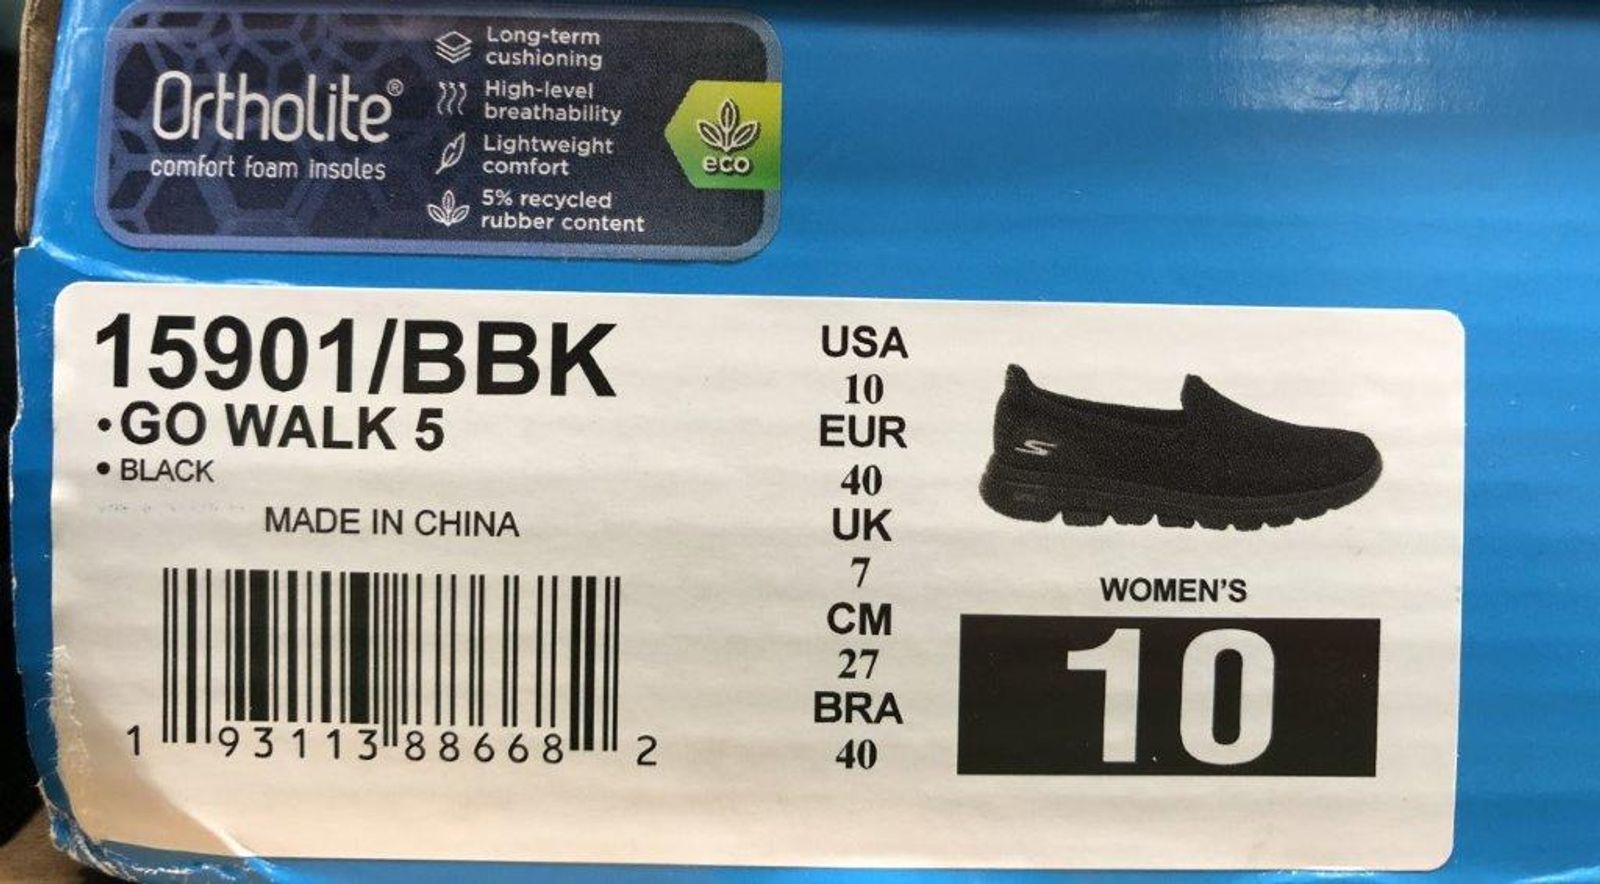 Ortholite®
comfort foam insoles
Long-term
cushioning
High-level
breathability
Lightweight
comfort
5% recycled
rubber content
eco
15901/BBK
•GO WALK 5
• BLACK
MADE IN CHINA
1 93113 88668 2
USA
10
EUR
40
UK
7
CM
27
BRA
40
WOMEN'S
10